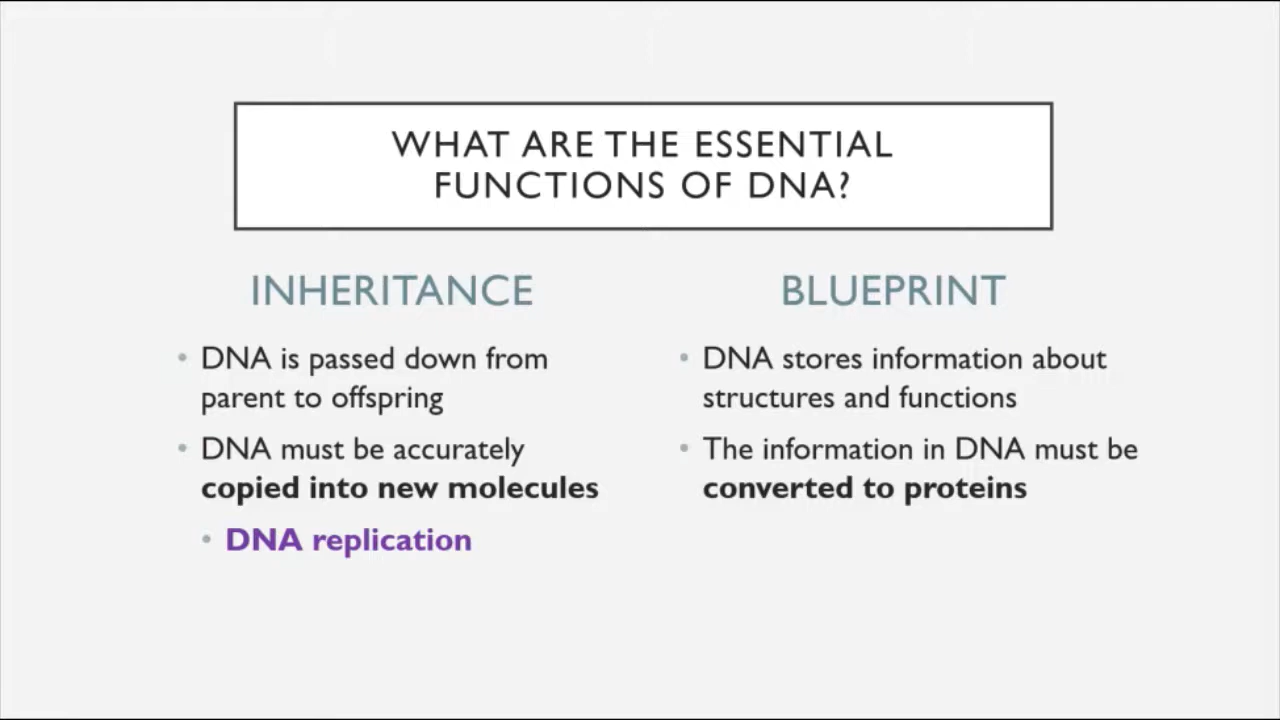 WHAT ARE THE ESSENTIAL
FUNCTIONS OF DNA?
INHERITANCE
• DNA is passed down from
parent to offspring
• DNA must be accurately
copied into new molecules
• DNA replication
BLUEPRINT
• DNA stores information about
structures and functions
• The information in DNA must be
converted to proteins